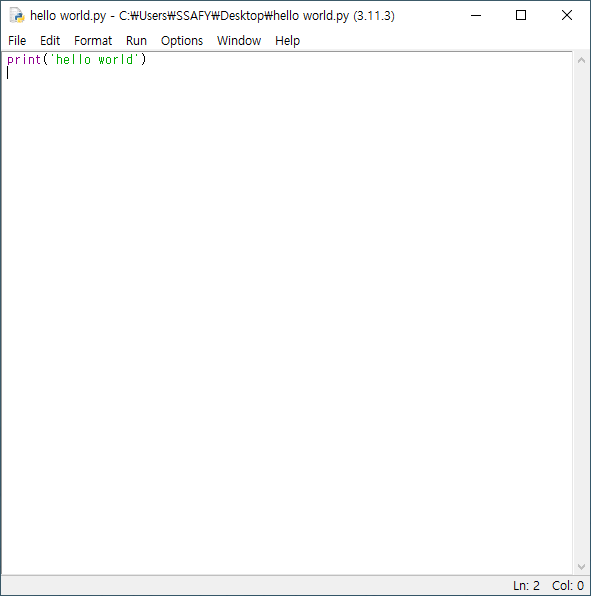 hello world.py - C:₩Users₩SSAFY₩Desktop₩hello world.py (3.11.3)
File Edit Format Run Options Window Help
print('hello world')
Ln: 2 Col: 0